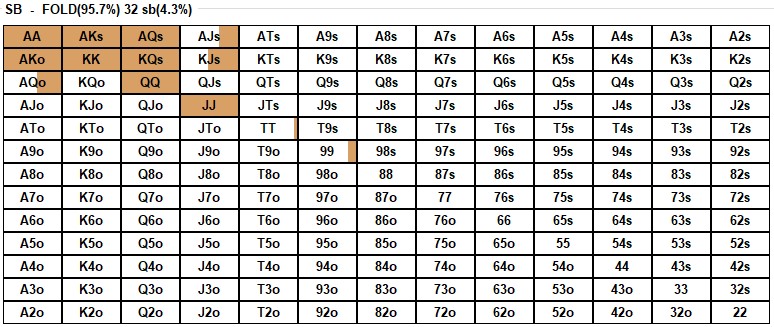 SB - FOLD(95.7%) 32 sb(4.3%)
AA AKs AQs AJs ATs A9s A8s A7s A6s A5s A4s A3s A2s
AKo KK KQs KJs KTs K9s K8s K7s K6s K5s K4s K3s K2s
AQo KQo QQ QJs QTs Q9s Q8s Q7s Q6s Q5s Q4s Q3s Q2s
AJo KJo QJo JJ JTs J9s J8s J7s J6s J5s J4s J3s J2s
ATo KTo QTo JTo TT T9s T8s T7s T6s T5s T4s T3s T2s
A9o K9o Q9o J9o T9o 99 98s 97s 96s 95s 94s 93s 92s
A8o K8o Q8o J8o T8o 98o 88 87s 86s 85s 84s 83s 82s
A7o K7o Q7o J7o T7o 97o 87o 77 76s 75s 74s 73s 72s
A6o K6o Q6o J6o T6o 96o 86o 76o 66 65s 64s 63s 62s
A5o K5o Q5o J5o T5o 95o 85o 75o 65o 55 54s 53s 52s
A4o K4o Q4o J4o T4o 94o 84o 74o 64o 54o 44 43s 42s
A3o K3o Q3o J3o T3o 93o 83o 73o 63o 53o 43o 33 32s
A2o K2o Q2o J2o T2o 92o 82o 72o 62o 52o 42o 32o 22